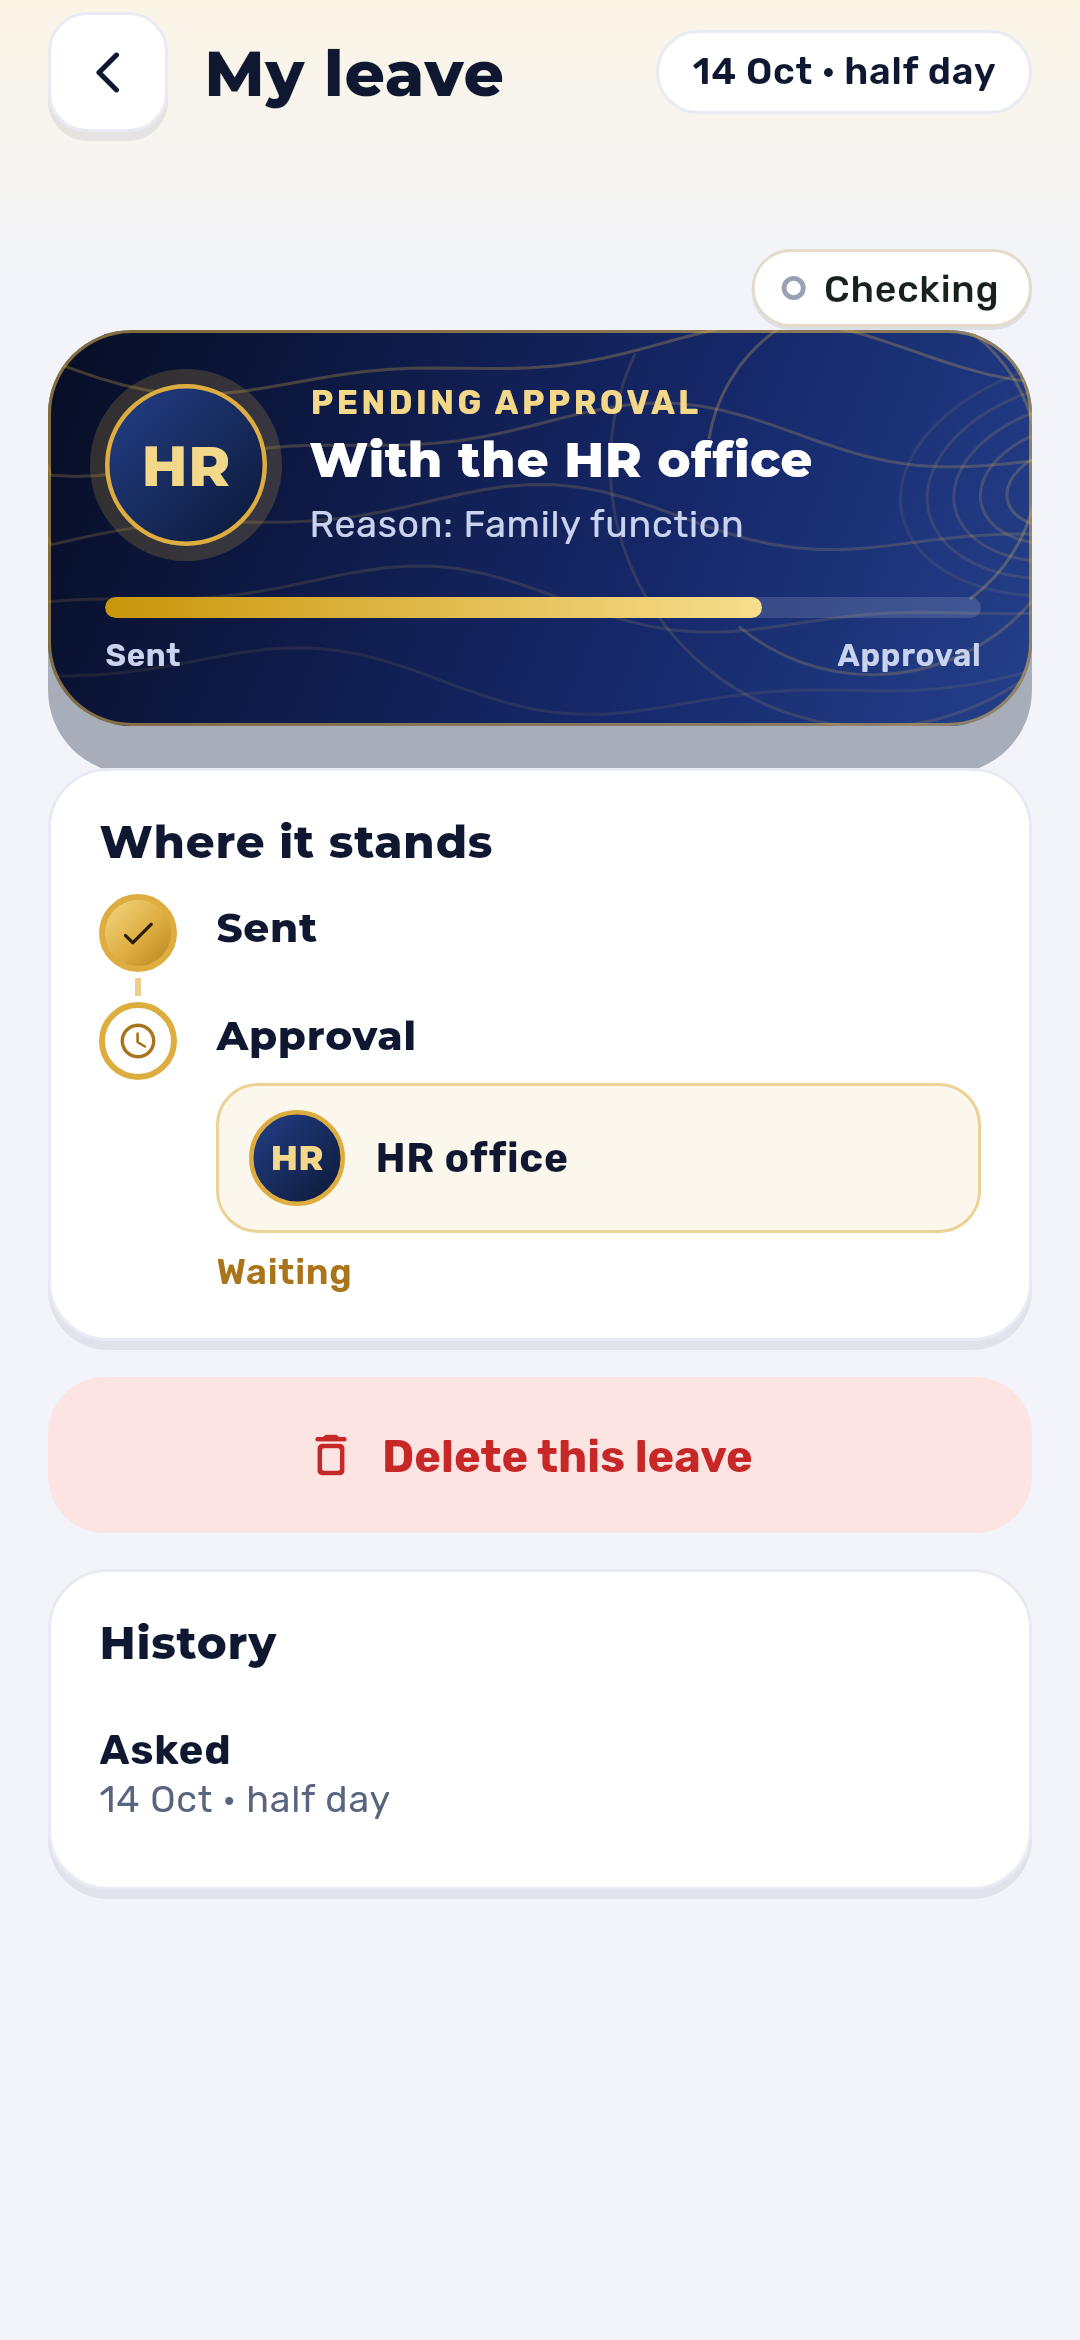 My leave
14 Oct • half day
Checking
HR
PENDING APPROVAL
With the HR office
Reason: Family function
Sent
Approval
Where it stands
Sent
Approval
HR
HR office
Waiting
Delete this leave
History
Asked
14 Oct • half day